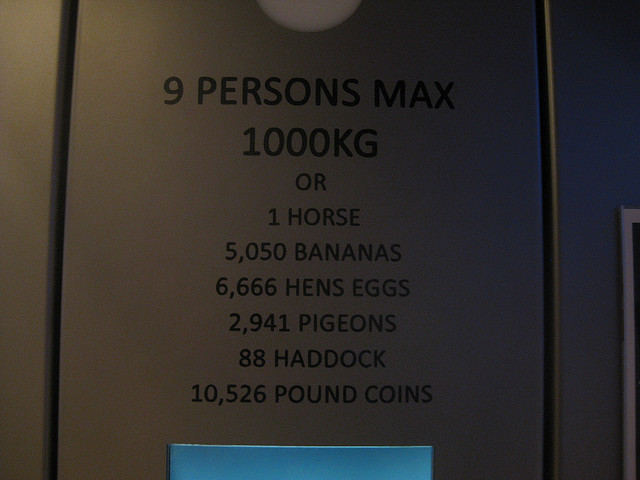 9 PERSONS MAX
1000KG
OR
1 HORSE
5,050 BANANAS
6,666 HENS EGGS
2,941 PIGEONS
88 HADDOCK
10,526 POUND COINS